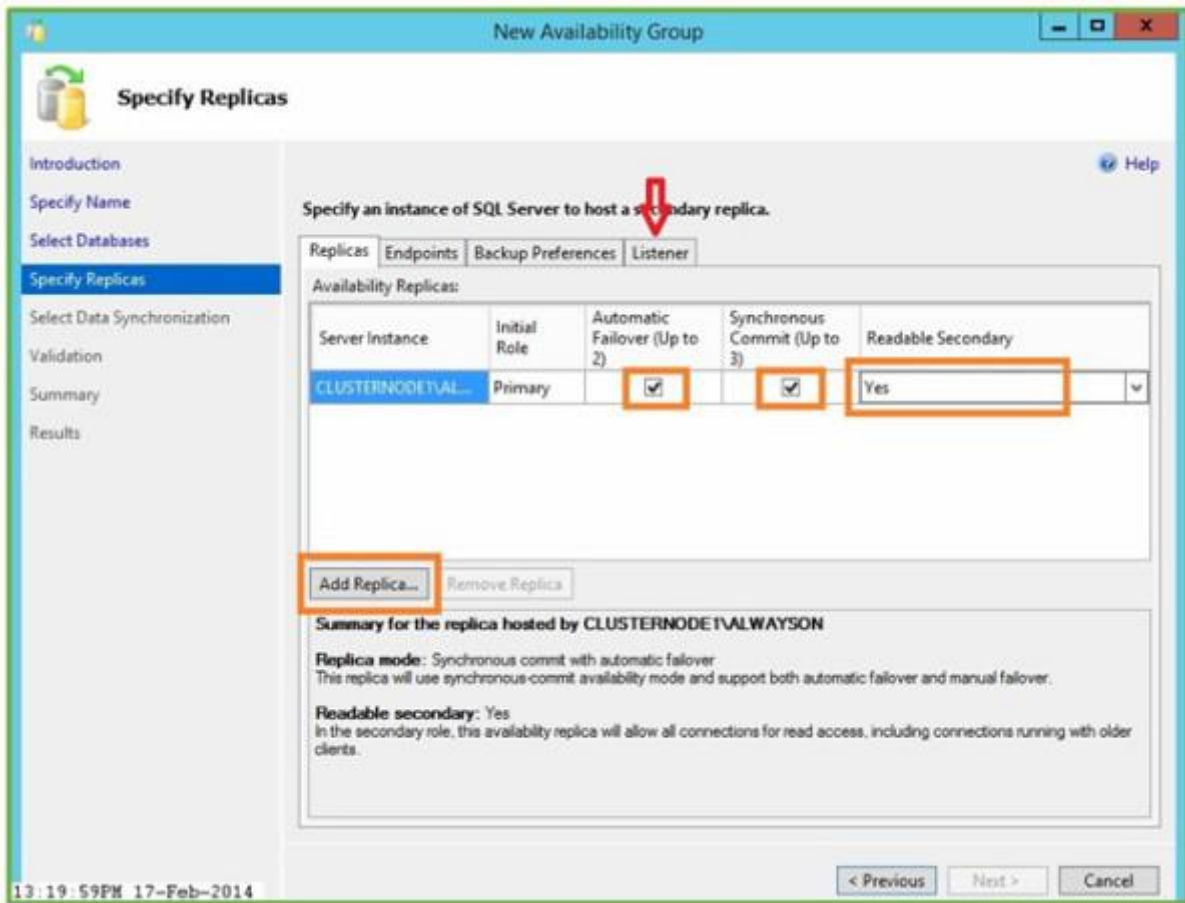 New Availability Group
Specify Replicas
Introduction
Specify Name
Select Databases
Specify Replicas
Select Data Synchronization
Validation
Summary
Results
Help
Specify an instance of SQL Server to host a secondary replica.
Replicas Endpoints Backup Preferences Listener
Availability Replicas:
Server Instance
Initial
Role
Automatic
Failover (Up to
2)
Synchronous
Commit (Up to
3)
Readable Secondary
CLUSTERNODE1\AL... Primary Yes
Add Replica... Remove Replica
Summary for the replica hosted by CLUSTERNODE1\ALWAYSON
Replica mode: Synchronous commit with automatic failover
This replica will use synchronous-commit availability mode and support both automatic failover and manual failover.
Readable secondary: Yes
In the secondary role, this availability replica will allow all connections for read access, including connections running with older
clients.
< Previous Next > Cancel
13:19:59PM 17-Feb-2014